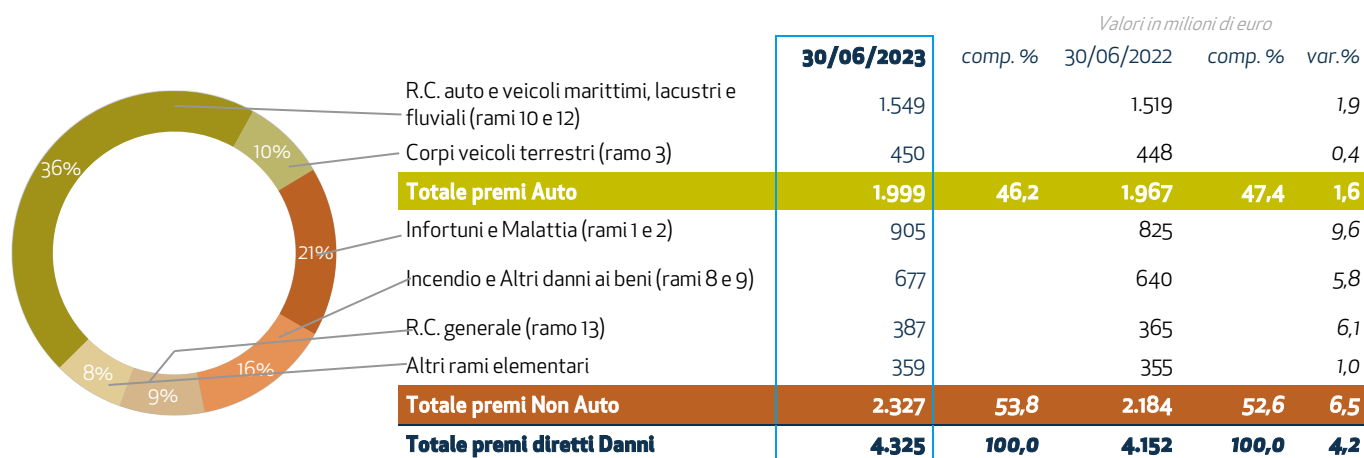 Valori in milioni di euro
30/06/2023 comp. % 30/06/2022 comp. % var.%
R.C. auto e veicoli marittimi, lacustri e
fluviali (rami 10 e 12) 1.549 1.519 1,9
Corpi veicoli terrestri (ramo 3) 450 448 0,4
Totale premi Auto 1.999 46,2 1.967 47,4 1,6
Infortuni e Malattia (rami 1 e 2) 905 825 9,6
Incendio e Altri danni ai beni (rami 8 e 9) 677 640 5,8
R.C. generale (ramo 13) 387 365 6,1
Altri rami elementari 359 355 1,0
Totale premi Non Auto 2.327 53,8 2.184 52,6 6,5
Totale premi diretti Danni 4.325 100,0 4.152 100,0 4,2
36%
10%
21%
16%
9%
8%